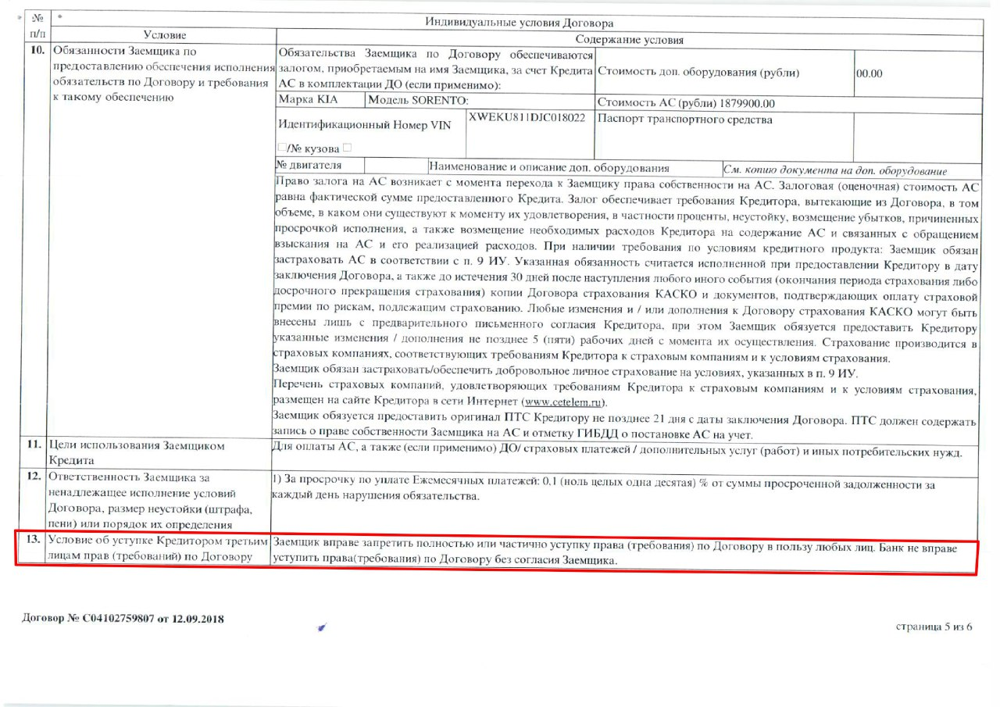 № п/п
Индивидуальные условия Договора
Условие
Содержание условия
10.
Обязанности Заемщика по
предоставлению обеспечения исполнения
обязательств по Договору и требования
к такому обеспечению
Обязательства Заемщика по Договору обеспечиваются
залогом, приобретаемым на имя Заемщика, за счет Кредита
АС в комплектации ДО (если применимо):
Стоимость доп. оборудования (рубли)
00.00
Марка KIA
Модель SORENTO:
Стоимость АС (рубли) 1879900.00
Идентификационный Номер VIN
□/№ кузова □
XWEKU811DJC018022
Паспорт транспортного средства
№ двигателя
Наименование и описание доп. оборудования
См. копию документа на доп. оборудование
Право залога на АС возникает с момента перехода к Заемщику права собственности на АС. Залоговая (оценочная) стоимость АС
равна фактической сумме предоставленного Кредита. Залог обеспечивает требования Кредитора, вытекающие из Договора, в том
объеме, в каком они существуют к моменту их удовлетворения, в частности проценты, неустойку, возмещение убытков, причиненных
просрочкой исполнения, а также возмещение необходимых расходов Кредитора на содержание АС и связанных с обращением
взыскания на АС и его реализацией расходов. При наличии требования по условиям кредитного продукта: Заемщик обязан
застраховать АС в соответствии с п. 9 ИУ. Указанная обязанность считается исполненной при предоставлении Кредитору в дату
заключения Договора, а также до истечения 30 дней после наступления любого иного события (окончания периода страхования либо
досрочного прекращения страхования) копии Договора страхования КАСКО и документов, подтверждающих оплату страховой
премии по рискам, подлежащим страхованию. Любые изменения и / или дополнения к Договору страхования КАСКО могут быть
внесены лишь с предварительного письменного согласия Кредитора, при этом Заемщик обязуется предоставить Кредитору
указанные изменения / дополнения не позднее 5 (пяти) рабочих дней с момента их осуществления. Страхование производится в
страховых компаниях, соответствующих требованиям Кредитора к страховым компаниям и к условиям страхования.
Заемщик обязан застраховать/обеспечить добровольное личное страхование на условиях, указанных в п. 9 ИУ.
Перечень страховых компаний, удовлетворяющих требованиям Кредитора к страховым компаниям и к условиям страхования,
размещен на сайте Кредитора в сети Интернет (www.cetelem.ru).
Заемщик обязуется предоставить оригинал ПТС Кредитору не позднее 21 дня с даты заключения Договора. ПТС должен содержать
запись о праве собственности Заемщика на АС и отметку ГИБДД о постановке АС на учет.
11.
Цели использования Заемщиком
Кредита
Для оплаты АС, а также (если применимо) ДО/ страховых платежей / дополнительных услуг (работ) и иных потребительских нужд.
12.
Ответственность Заемщика за
ненадлежащее исполнение условий
Договора, размер неустойки (штрафа,
пени) или порядок их определения
1) За просрочку по уплате Ежемесячных платежей: 0,1 (ноль целых одна десятая) % от суммы просроченной задолженности за
каждый день нарушения обязательства.
13.
Условие об уступке Кредитором третьим
лицам прав (требований) по Договору
Заемщик вправе запретить полностью или частично уступку права (требования) по Договору в пользу любых лиц. Банк не вправе
уступить права(требования) по Договору без согласия Заемщика.
Договор № С04102759807 от 12.09.2018
страница 5 из 6